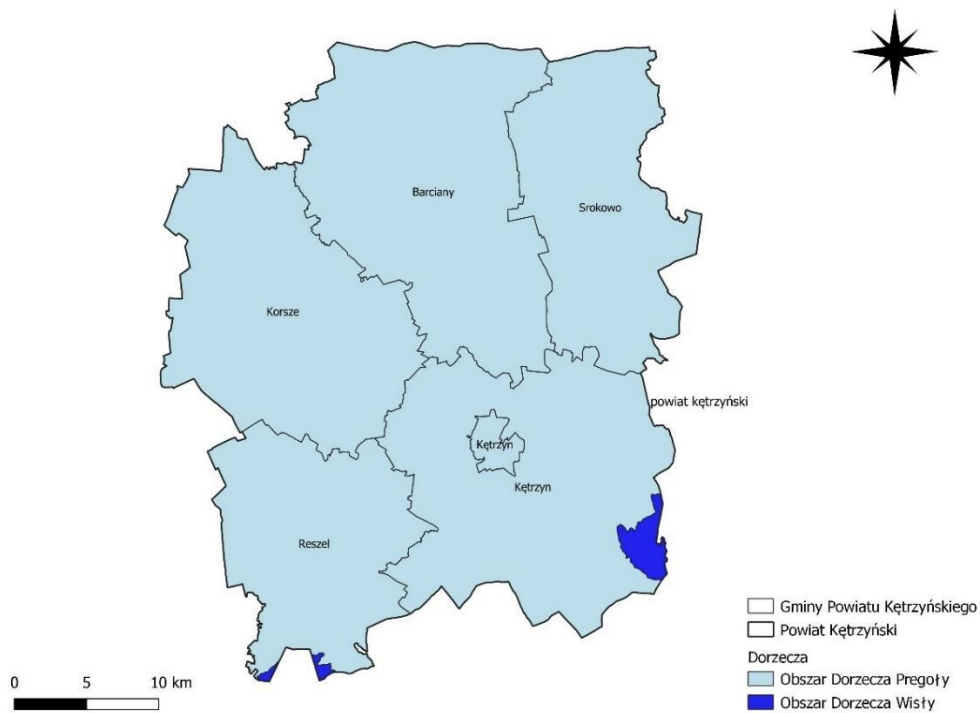 Barciany
Srokowo
Korsze
powiat kętrzyński
Kętrzyn
Kętrzyn
Reszel
Gminy Powiatu Kętrzyńskiego
Powiat Kętrzyński
Dorzecza
Obszar Dorzecza Pregoły
Obszar Dorzecza Wisły
0 5 10 km